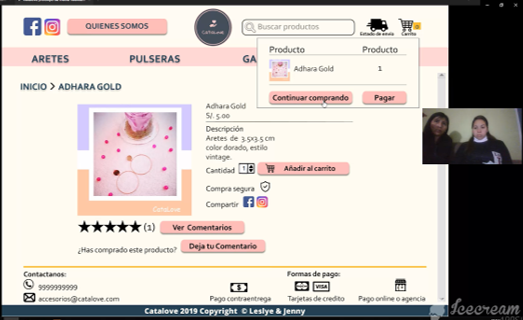 QUIENES SOMOS
CATALOVE
Buscar productos
Estado de envio
Carrito
ARETES
PULSERAS
GA
Producto
Producto
Adhara Gold
1
Continuar comprando
Pagar
INICIO > ADHARA GOLD
Adhara Gold
S/. 5.00
Descripción
Aretes de 3.5x3.5 cm
color dorado, estilo
vintage.
Cantidad
1
Añadir al carrito
Compra segura
Compartir
CataLove
(1)
Ver Comentarios
¿Has comprado este producto?
Deja tu Comentario
Contactanos:
9999999999
accesorios@catalove.com
Formas de pago:
Pago contraentrega
VISA
Tarjetas de credito
Pago online o agencia
Catalove 2019 Copyright © Leslye & Jenny
Icecream